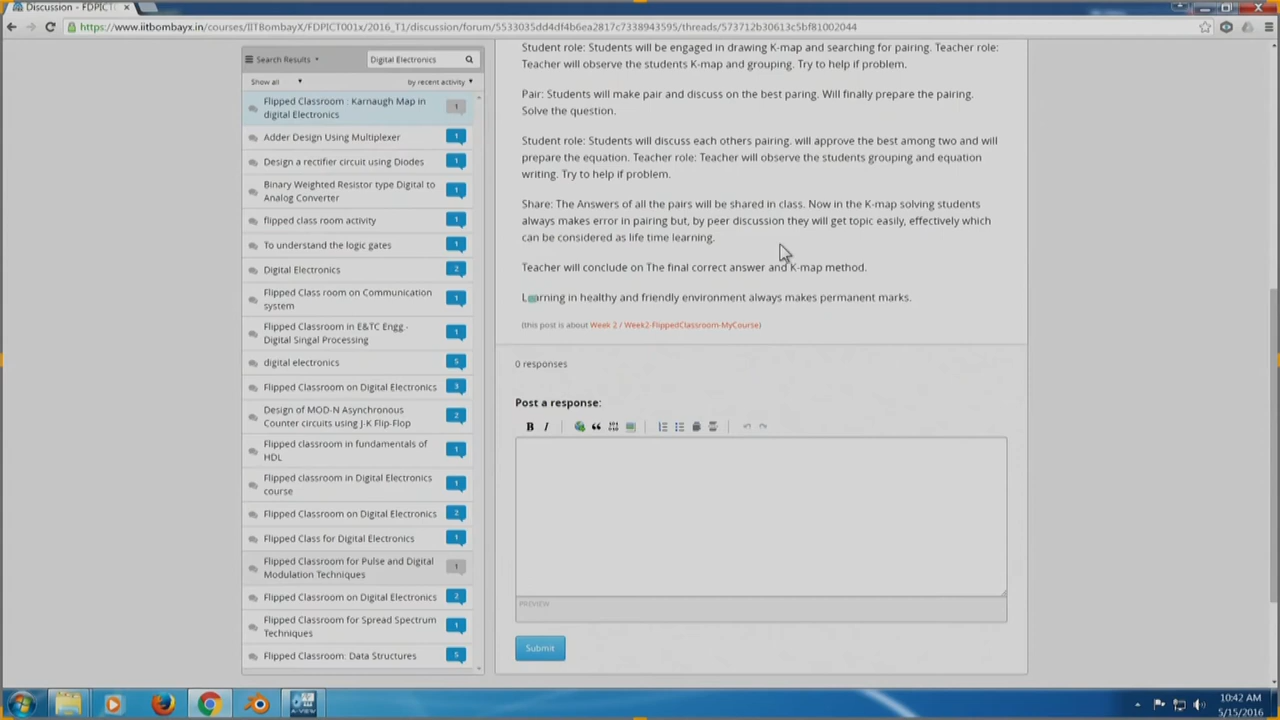 Discussion - FDPICT001x
https://www.iitbombayx.in/courses/IITBombayX/FDPICT001x/2016_T1/discussion/forum/5533035dd4df4b6ea2817c7338943595/threads/573712b30613c5bf81002044
Search Results
Digital Electronics
Show all
by recent activity
Flipped Classroom : Karnaugh Map in
digital Electronics
1
Adder Design Using Multiplexer
1
Design a rectifier circuit using Diodes
1
Binary Weighted Resistor type Digital to
Analog Converter
1
flipped class room activity
1
To understand the logic gates
1
Digital Electronics
2
Flipped Class room on Communication
system
1
Flipped Classroom in E&TC Engg -
Digital Singal Processing
1
digital electronics
5
Flipped Classroom on Digital Electronics
3
Design of MOD-N Asynchronous
Counter circuits using J-K Flip-Flop
2
Flipped classroom in fundamentals of
HDL
1
Flipped classroom in Digital Electronics
course
1
Flipped Classroom on Digital Electronics
2
Flipped Class for Digital Electronics
1
Flipped Classroom for Pulse and Digital
Modulation Techniques
1
Flipped Classroom on Digital Electronics
2
Flipped Classroom for Spread Spectrum
Techniques
1
Flipped Classroom: Data Structures
5
Student role: Students will be engaged in drawing K-map and searching for pairing. Teacher role:
Teacher will observe the students K-map and grouping. Try to help if problem.
Pair: Students will make pair and discuss on the best paring. Will finally prepare the pairing.
Solve the question.
Student role: Students will discuss each others pairing. will approve the best among two and will
prepare the equation. Teacher role: Teacher will observe the students grouping and equation
writing. Try to help if problem.
Share: The Answers of all the pairs will be shared in class. Now in the K-map solving students
always makes error in pairing but, by peer discussion they will get topic easily, effectively which
can be considered as life time learning.
Teacher will conclude on The final correct answer and K-map method.
Learning in healthy and friendly environment always makes permanent marks.
(this post is about Week 2 / Week2-FlippedClassroom-MyCourse)
0 responses
Post a response:
B I
PREVIEW
Submit
10:42 AM
5/15/2016